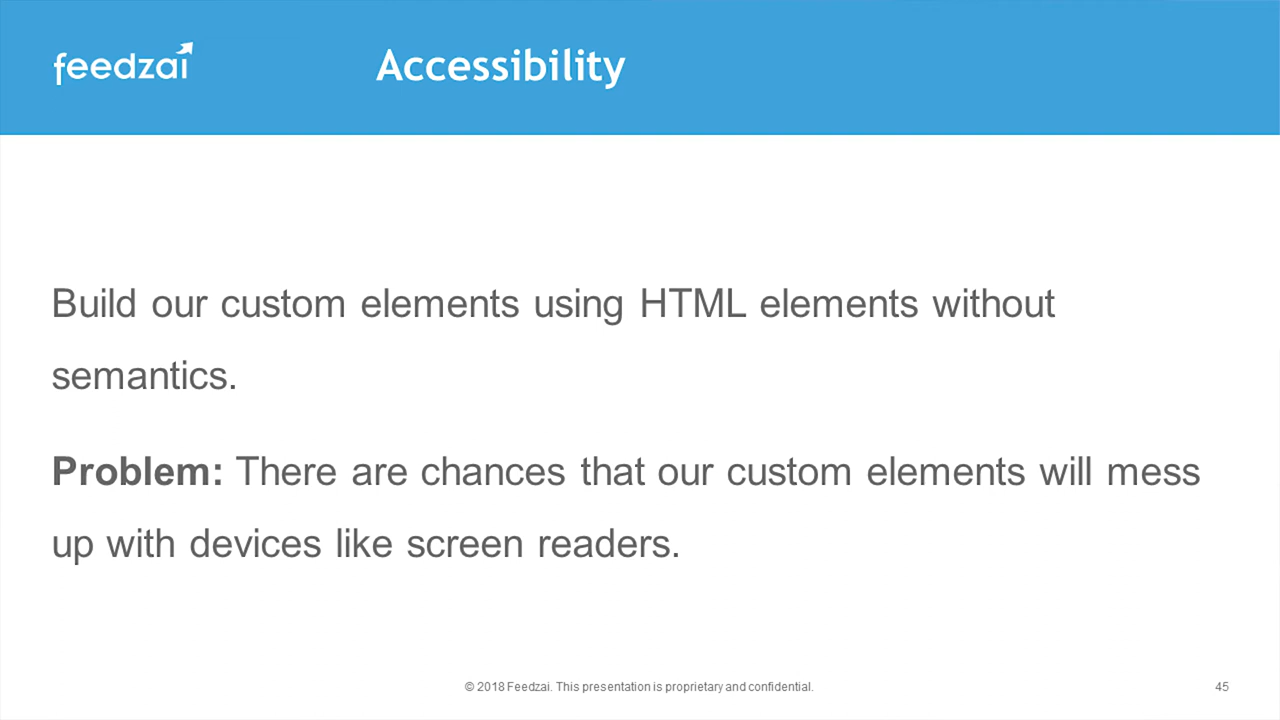 feedzai
Accessibility
Build our custom elements using HTML elements without
semantics.
Problem: There are chances that our custom elements will mess
up with devices like screen readers.
© 2018 Feedzai. This presentation is proprietary and confidential.
45